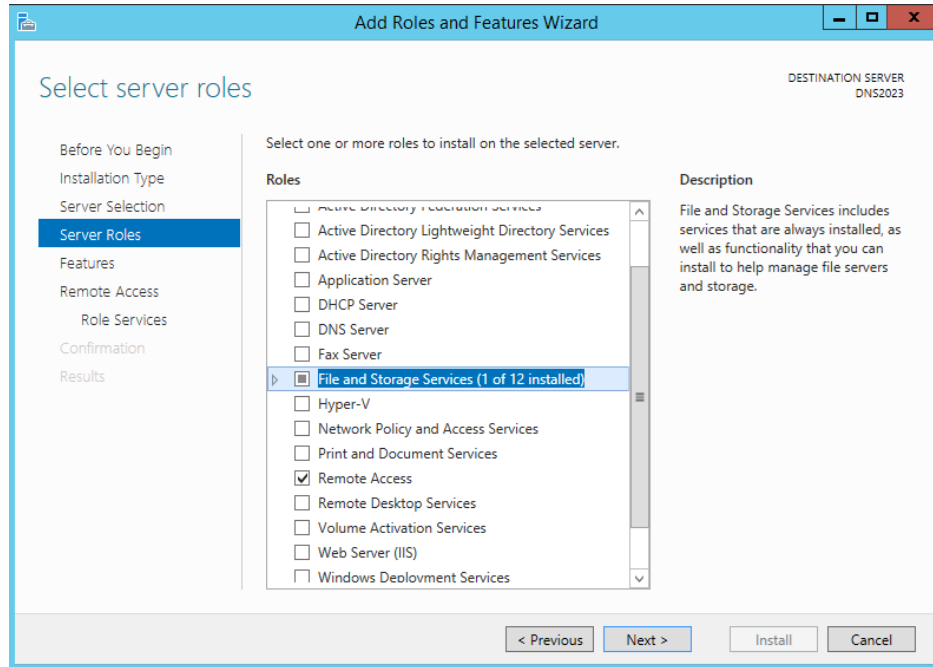 Add Roles and Features Wizard
Select server roles
DESTINATION SERVER
DNS2023
Before You Begin
Installation Type
Server Selection
Server Roles
Features
Remote Access
Role Services
Confirmation
Results
Select one or more roles to install on the selected server.
Roles
Active Directory Federation Services
Active Directory Lightweight Directory Services
Active Directory Rights Management Services
Application Server
DHCP Server
DNS Server
Fax Server
File and Storage Services (1 of 12 installed)
Hyper-V
Network Policy and Access Services
Print and Document Services
Remote Access
Remote Desktop Services
Volume Activation Services
Web Server (IIS)
Windows Deployment Services
Description
File and Storage Services includes
services that are always installed, as
well as functionality that you can
install to help manage file servers
and storage.
< Previous
Next >
Install
Cancel